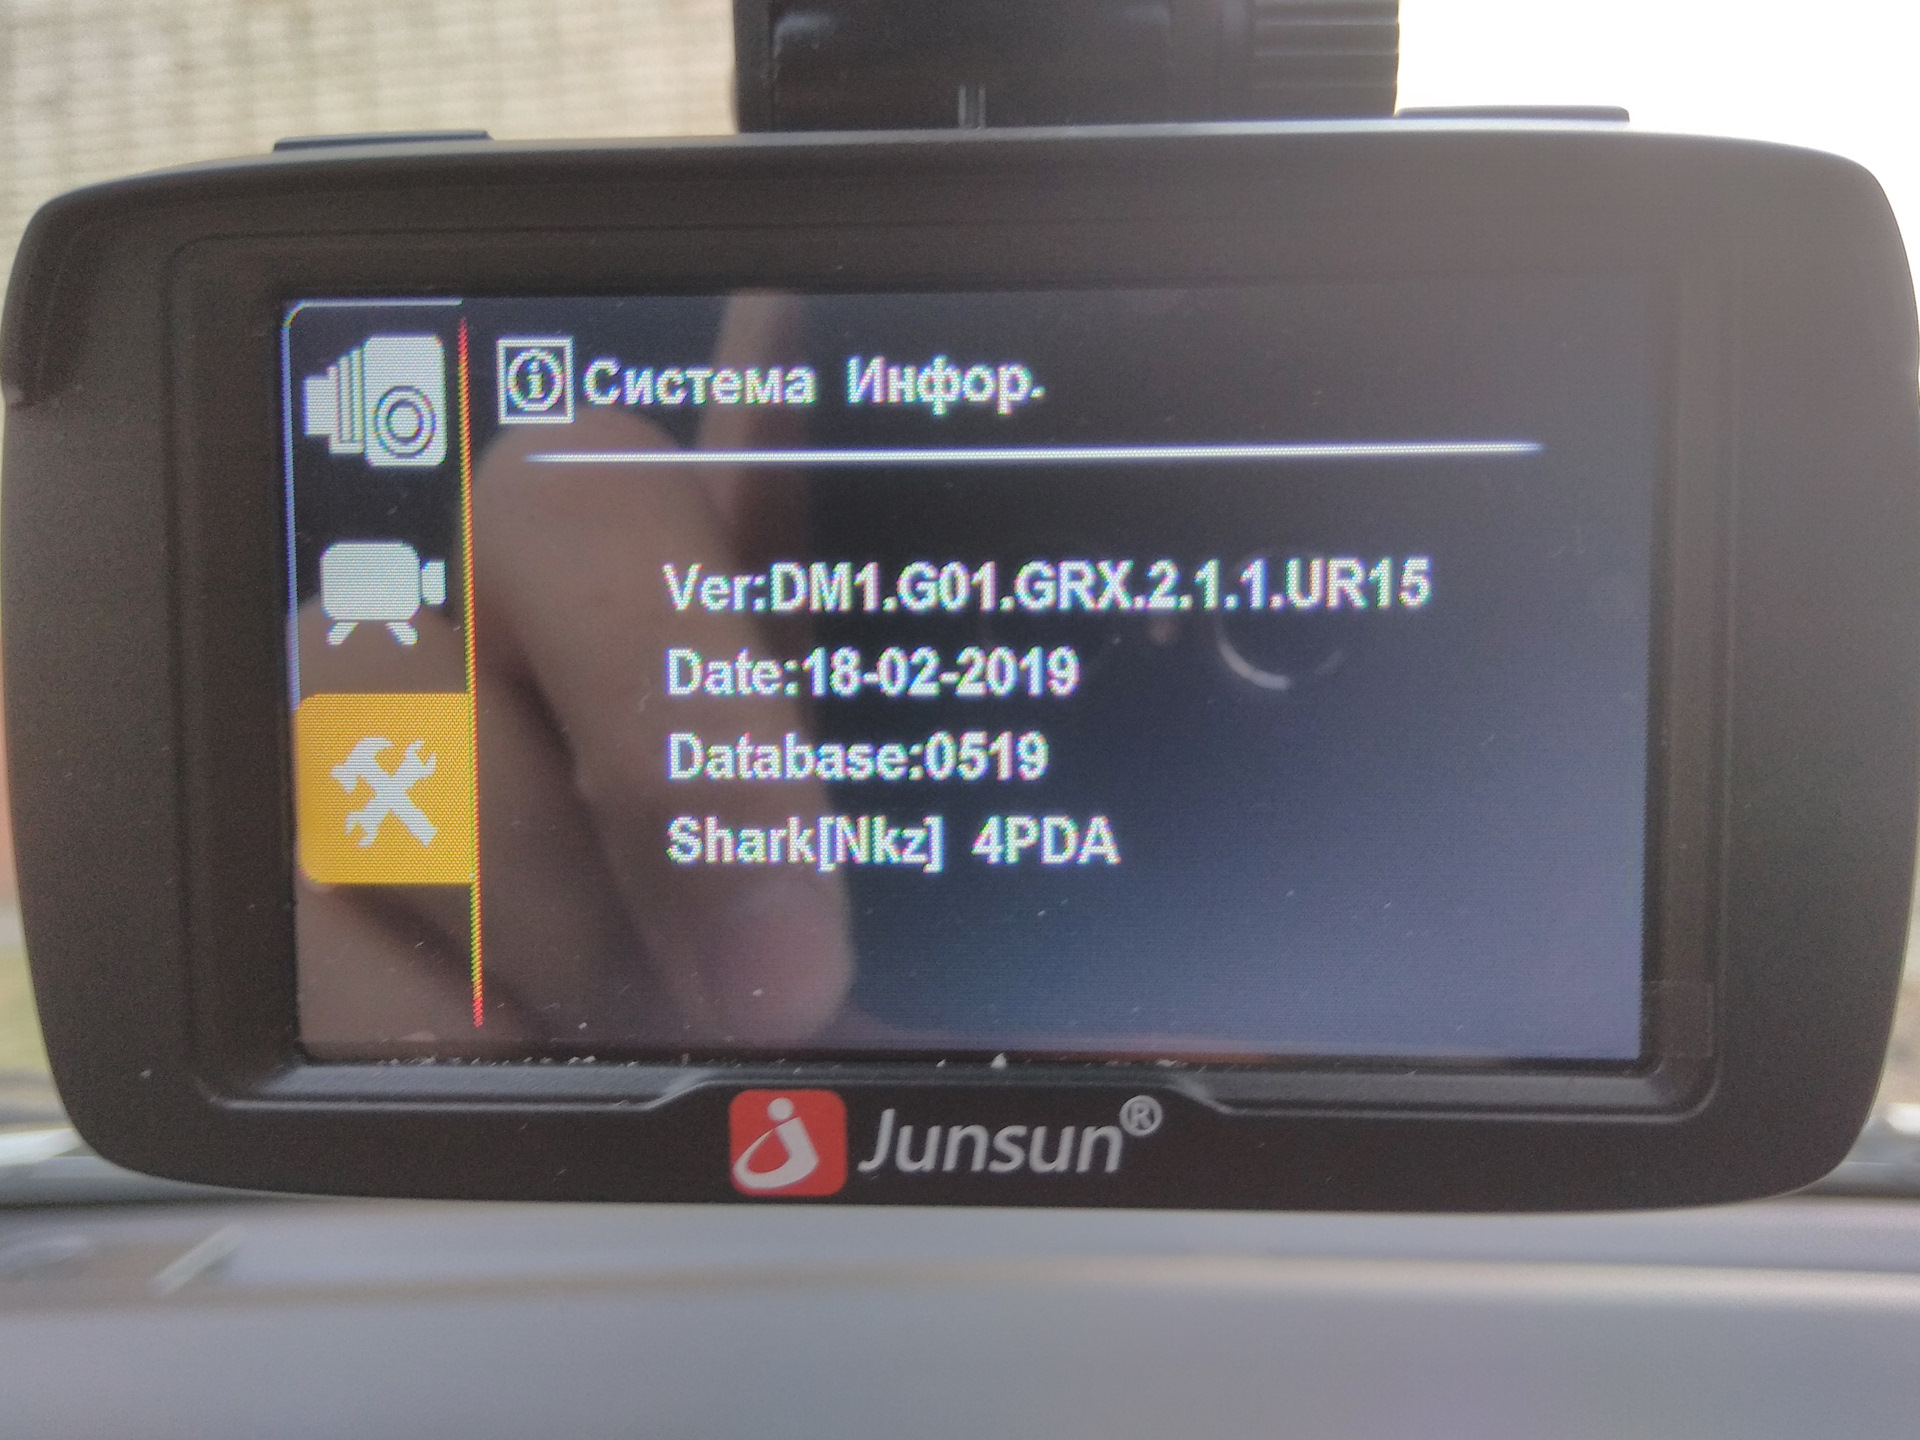 Система Инфор.
Ver:DM1.G01.GRX.2.1.1.UR15
Date:18-02-2019
Database:0519
Shark[Nkz] 4PDA
Junsun®